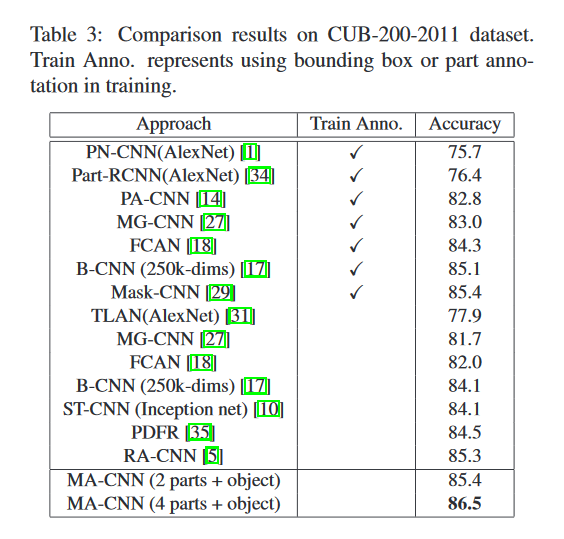 Table 3: Comparison results on CUB-200-2011 dataset.
Train Anno. represents using bounding box or part anno-
tation in training.
Approach Train Anno. Accuracy
PN-CNN(AlexNet) [1] ✓ 75.7
Part-RCNN(AlexNet) [34] ✓ 76.4
PA-CNN [14] ✓ 82.8
MG-CNN [27] ✓ 83.0
FCAN [18] ✓ 84.3
B-CNN (250k-dims) [17] ✓ 85.1
Mask-CNN [29] ✓ 85.4
TLAN(AlexNet) [31] 77.9
MG-CNN [27] 81.7
FCAN [18] 82.0
B-CNN (250k-dims) [17] 84.1
ST-CNN (Inception net) [10] 84.1
PDFR [35] 84.5
RA-CNN [5] 85.3
MA-CNN (2 parts + object) 85.4
MA-CNN (4 parts + object) 86.5